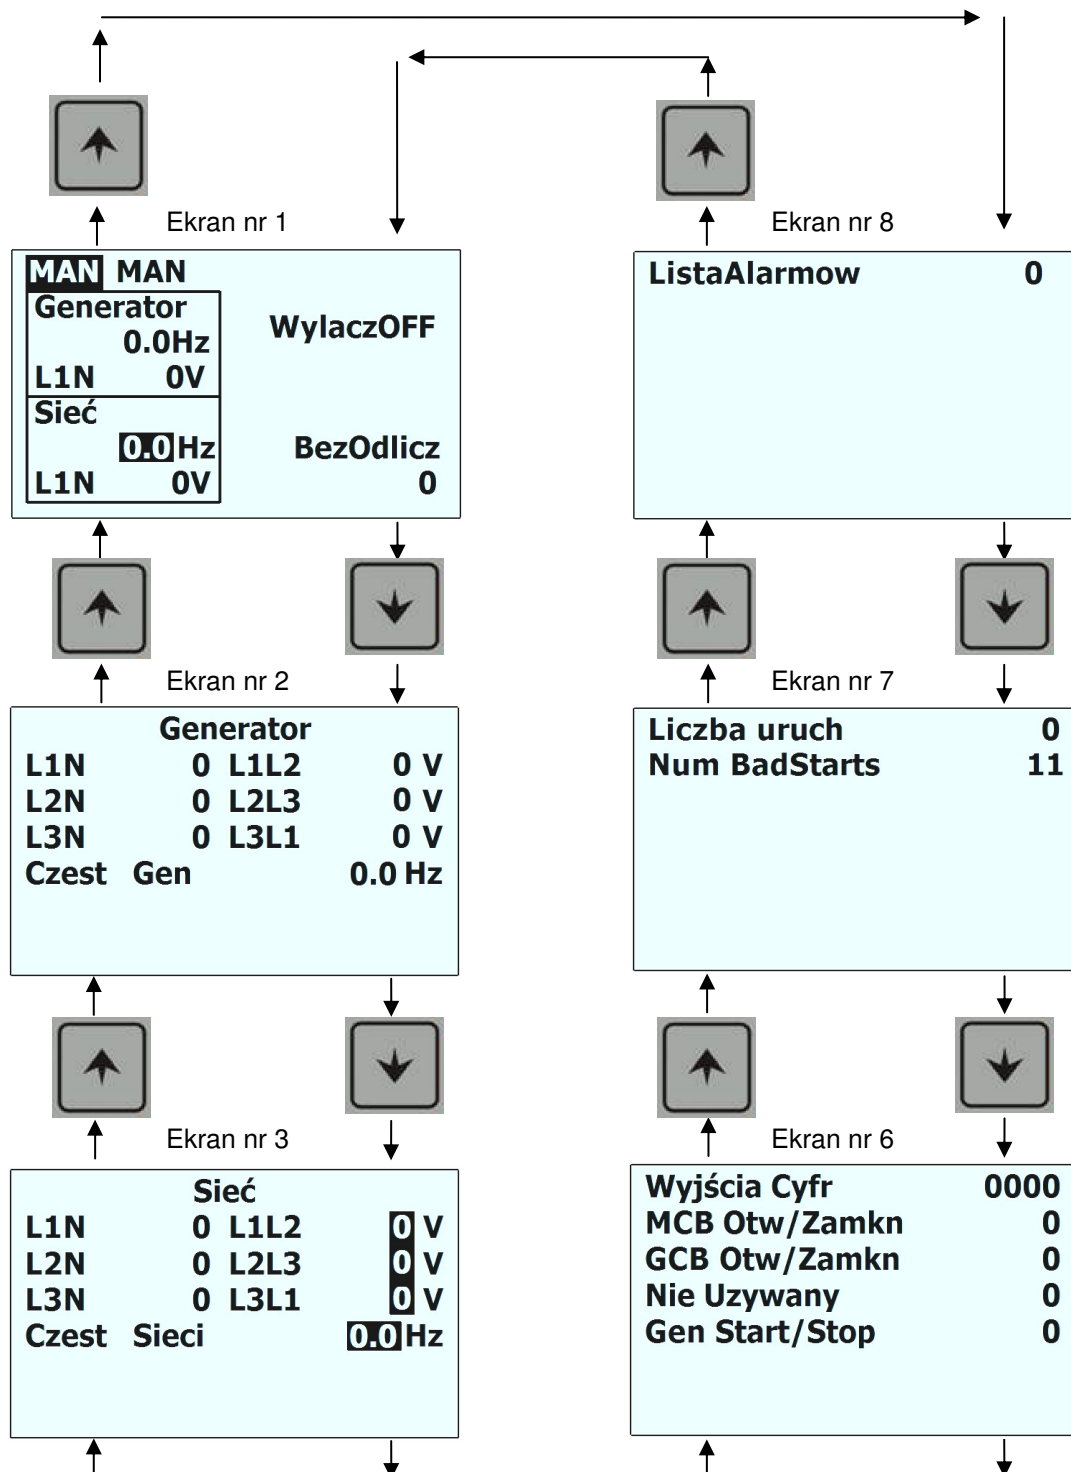 Ekran nr 1
MAN MAN
Generator
0.0Hz
L1N 0V
WylaczOFF
Sieć
0.0 Hz
L1N 0V
BezOdlicz
0
Ekran nr 2
Generator
L1N 0 L1L2 0 V
L2N 0 L2L3 0 V
L3N 0 L3L1 0 V
Czest Gen 0.0 Hz
Ekran nr 3
Sieć
L1N 0 L1L2 0 V
L2N 0 L2L3 0 V
L3N 0 L3L1 0 V
Czest Sieci 0.0 Hz
Ekran nr 8
ListaAlarmow 0
Ekran nr 7
Liczba uruch 0
Num BadStarts 11
Ekran nr 6
Wyjścia Cyfr 0000
MCB Otw/Zamkn 0
GCB Otw/Zamkn 0
Nie Uzywany 0
Gen Start/Stop 0